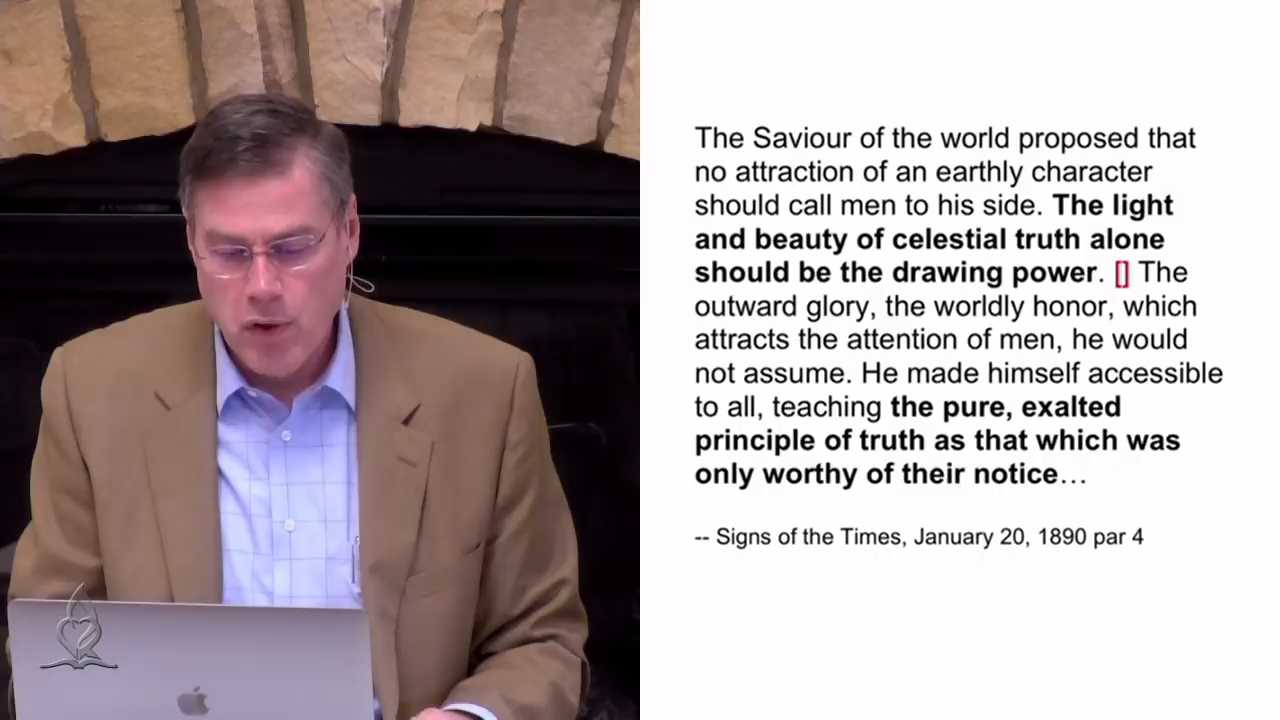 The Saviour of the world proposed that
no attraction of an earthly character
should call men to his side. The light
and beauty of celestial truth alone
should be the drawing power. [] The
outward glory, the worldly honor, which
attracts the attention of men, he would
not assume. He made himself accessible
to all, teaching the pure, exalted
principle of truth as that which was
only worthy of their notice…
-- Signs of the Times, January 20, 1890 par 4